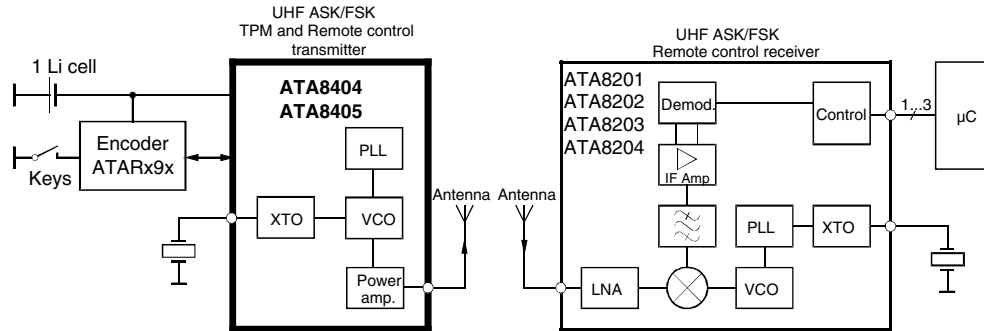 UHF ASK/FSK
TPM and Remote control
transmitter
1 Li cell
ATA8404
ATA8405
Encoder
ATARx9x
Keys
PLL
XTO
VCO
Power
amp.
Antenna
Antenna
UHF ASK/FSK
Remote control receiver
ATA8201
ATA8202
ATA8203
ATA8204
Demod.
Control
1...3
µC
IF Amp
PLL
XTO
LNA
VCO